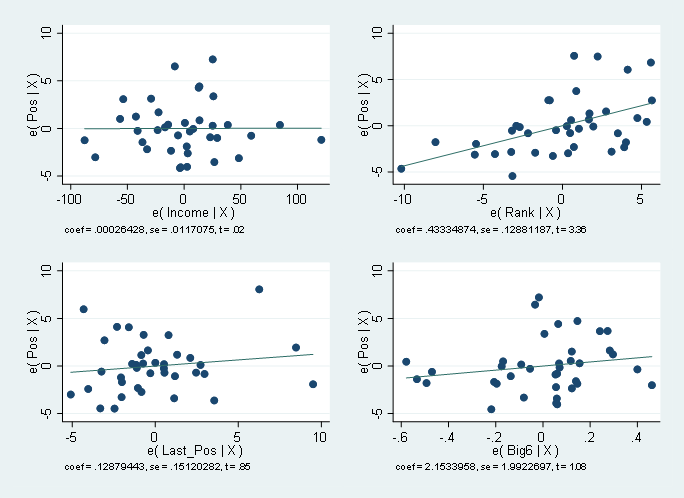 10
5
0
-5
e( Pos | X )
-100
-50
0
50
100
e( Income | X )
coef = .00026428, se = .0117075, t = .02
10
5
0
-5
e( Pos | X )
-10
-5
0
5
e( Rank | X )
coef = .43334874, se = .12881187, t = 3.36
10
5
0
-5
e( Pos | X )
-5
0
5
10
e( Last_Pos | X )
coef = .12879443, se = .15120282, t = .85
10
5
0
-5
e( Pos | X )
-.6
-.4
-.2
0
.2
.4
e( Big6 | X )
coef = 2.1533958, se = 1.9922697, t = 1.08